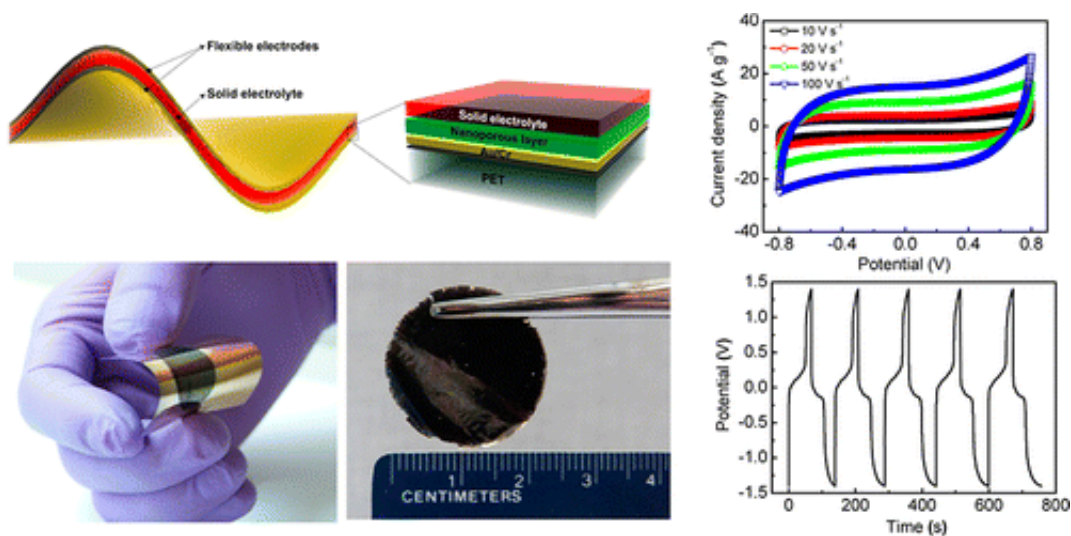 Flexible electrodes
Solid electrolyte
Solid electrolyte
Nanoporous layer
Au/Cr
PET
10 V s⁻¹
20 V s⁻¹
50 V s⁻¹
100 V s⁻¹
Current density (A g⁻¹)
40
20
0
-20
-40
-0.8 -0.4 0.0 0.4 0.8
Potential (V)
1 2 3 4
CENTIMETERS
Potential (V)
1.5
1.0
0.5
0.0
-0.5
-1.0
-1.5
0 200 400 600 800
Time (s)